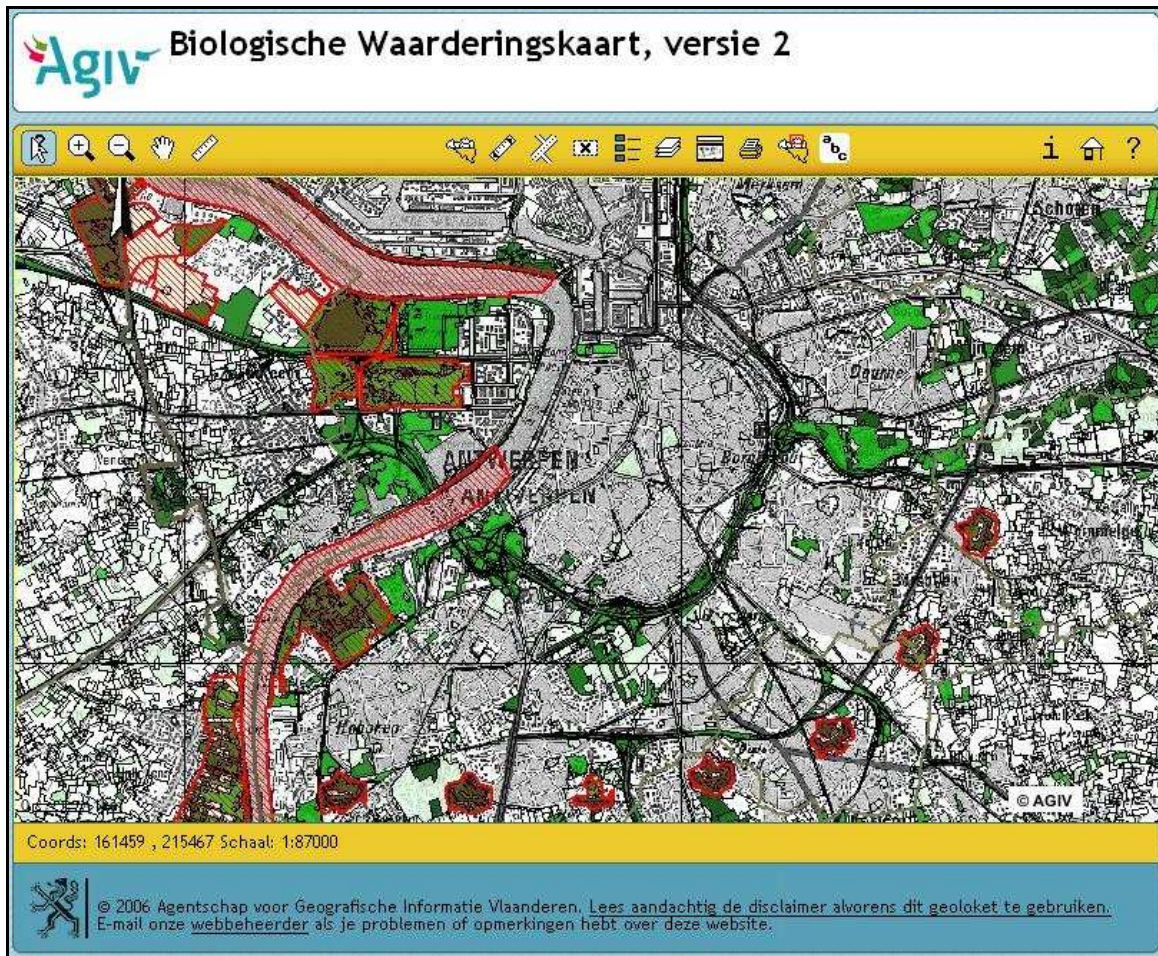 Agiv
Biologische Waarderingskaart, versie 2
i ?
a
b
c
Schoten
Deurne
ANTWERPEN
ANTWERPEN
Hoboken
© AGIV
Coords: 161459 , 215467 Schaal: 1:87000
© 2006 Agentschap voor Geografische Informatie Vlaanderen. Lees aandachtig de disclaimer alvorens dit geoloket te gebruiken.
E-mail onze webbeheerder als je problemen of opmerkingen hebt over deze website.